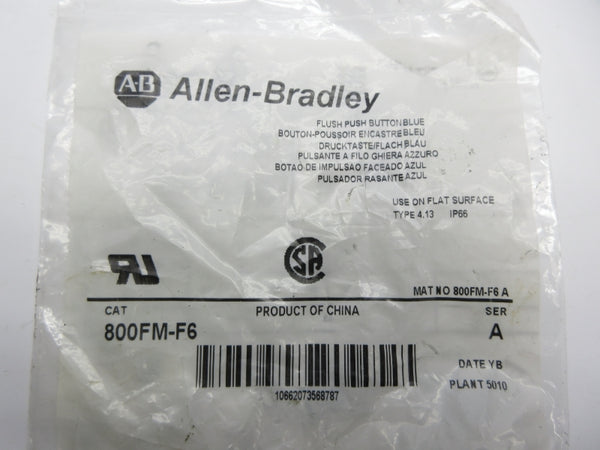 A-B Allen-Bradley
FLUSH PUSH BUTTON BLUE
BOUTON-POUSSOIR ENCASTRE BLEU
DRUCKTASTE/FLACH BLAU
PULSANTE A FILO GHIERA AZZURO
BOTAO DE IMPULSAO FACEADO AZUL
PULSADOR RASANTE AZUL
USE ON FLAT SURFACE
TYPE 4.13 IP66
RU SA
MAT NO 800FM-F6 A
CAT PRODUCT OF CHINA SER
800FM-F6 A
10662073568787
DATE YB
PLANT 5010